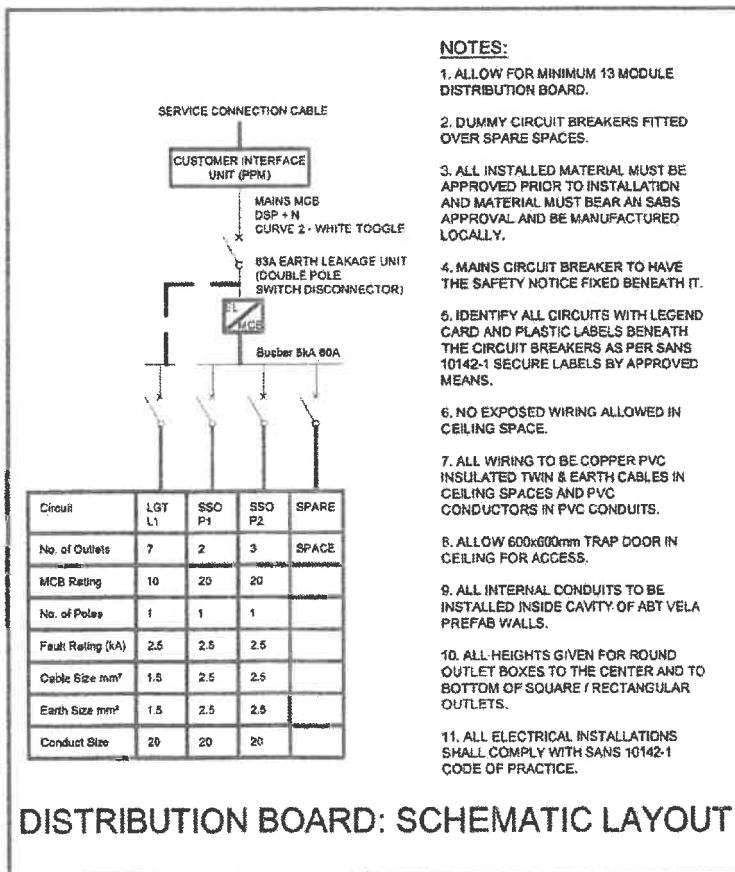 NOTES:
1. ALLOW FOR MINIMUM 13 MODULE
DISTRIBUTION BOARD.
2. DUMMY CIRCUIT BREAKERS FITTED
OVER SPARE SPACES.
3. ALL INSTALLED MATERIAL MUST BE
APPROVED PRIOR TO INSTALLATION
AND MATERIAL MUST BEAR AN SABS
APPROVAL AND BE MANUFACTURED
LOCALLY.
4. MAINS CIRCUIT BREAKER TO HAVE
THE SAFETY NOTICE FIXED BENEATH IT.
5. IDENTIFY ALL CIRCUITS WITH LEGEND
CARD AND PLASTIC LABELS BENEATH
THE CIRCUIT BREAKERS AS PER SANS
10142-1 SECURE LABELS BY APPROVED
MEANS.
6. NO EXPOSED WIRING ALLOWED IN
CEILING SPACE.
7. ALL WIRING TO BE COPPER PVC
INSULATED TWIN & EARTH CABLES IN
CEILING SPACES AND PVC
CONDUCTORS IN PVC CONDUITS.
8. ALLOW 600x600mm TRAP DOOR IN
CEILING FOR ACCESS.
9. ALL INTERNAL CONDUITS TO BE
INSTALLED INSIDE CAVITY OF ABT VELA
PREFAB WALLS.
10. ALL HEIGHTS GIVEN FOR ROUND
OUTLET BOXES TO THE CENTER AND TO
BOTTOM OF SQUARE / RECTANGULAR
OUTLETS.
11. ALL ELECTRICAL INSTALLATIONS
SHALL COMPLY WITH SANS 10142-1
CODE OF PRACTICE.
SERVICE CONNECTION CABLE
CUSTOMER INTERFACE
UNIT (PPM)
MAINS MCB
DSP + N
CURVE 2 - WHITE TOGGLE
63A EARTH LEAKAGE UNIT
(DOUBLE POLE
SWITCH DISCONNECTOR)
EL
MCB
Busbar 5kA 60A
Circuit LGT L1 SSO P1 SSO P2 SPARE
No. of Outlets 7 2 3 SPACE
MCB Rating 10 20 20
No. of Poles 1 1 1
Fault Rating (kA) 2.5 2.5 2.5
Cable Size mm² 1.5 2.5 2.5
Earth Size mm² 1.5 2.5 2.5
Conduct Size 20 20 20
DISTRIBUTION BOARD: SCHEMATIC LAYOUT